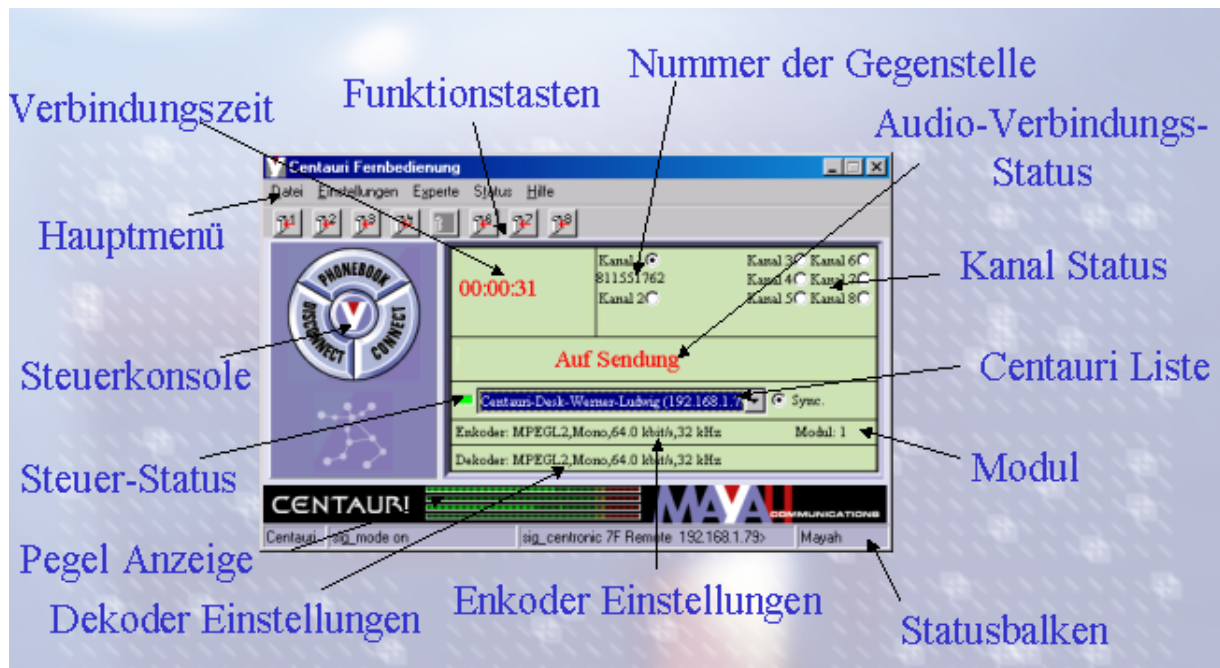 Nummer der Gegenstelle
Verbindungszeit
Funktionstasten
Audio-Verbindungs-
Status
Centauri Fernbedienung
Datei Einstellungen Experte Status Hilfe
Hauptmenü
PHONEBOOK
DISCONNECT
CONNECT
00:00:31
Kanal
811551762
Kanal 2
Kanal 3 Kanal 6
Kanal 4 Kanal 7
Kanal 5 Kanal 8
Kanal Status
Auf Sendung
Steuerkonsole
Centauri Liste
Centauri-Desk-Werner-Ludwig (192.168.1.7
Sync.
Enkoder: MPEGL2,Mono,64.0 kbit/s,32 kHz Modul: 1
Dekoder: MPEGL2,Mono,64.0 kbit/s,32 kHz
Modul
Steuer-Status
CENTAURI
MAYAH
COMMUNICATIONS
Centauri sig_mode on sig_centronic 7F Remote 192.168.1.79> Mayah
Pegel Anzeige
Dekoder Einstellungen
Enkoder Einstellungen
Statusbalken